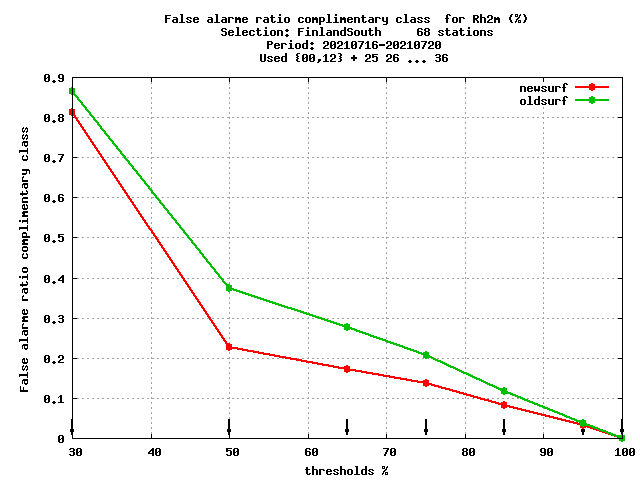 False alarme ratio complimentary class  for Rh2m (%)
Selection: FinlandSouth     68 stations
Period: 20210716-20210720
Used {00,12} + 25 26 ... 36
newsurf
oldsurf
False alarme ratio complimentary class
0,9
0,8
0,7
0,6
0,5
0,4
0,3
0,2
0,1
0
30 40 50 60 70 80 90 100
thresholds %